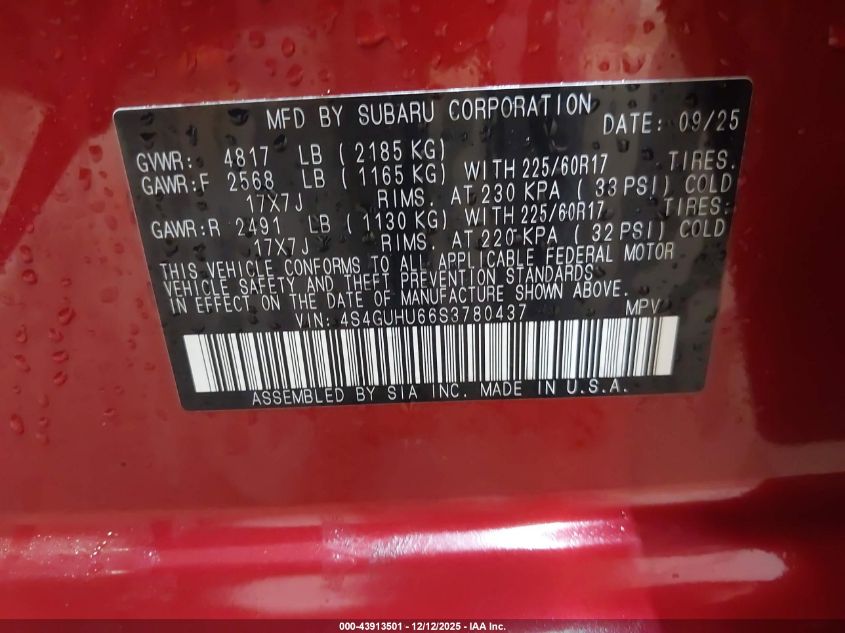 MFD BY SUBARU CORPORATION DATE: 09/25
GVWR: 4817 LB (2185 KG)
GAWR:F 2568 LB (1165 KG) WITH 225/60R17 TIRES.
17X7J RIMS. AT 230 KPA (33 PSI) COLD
GAWR:R 2491 LB (1130 KG) WITH 225/60R17 TIRES.
17X7J RIMS. AT 220 KPA (32 PSI) COLD
THIS VEHICLE CONFORMS TO ALL APPLICABLE FEDERAL MOTOR
VEHICLE SAFETY AND THEFT PREVENTION STANDARDS
IN EFFECT ON THE DATE OF MANUFACTURE SHOWN ABOVE.
VIN: 4S4GUHU66S3780437 MPV
ASSEMBLED BY SIA INC. MADE IN U.S.A.
000-43913501 - 12/12/2025 - IAA Inc.